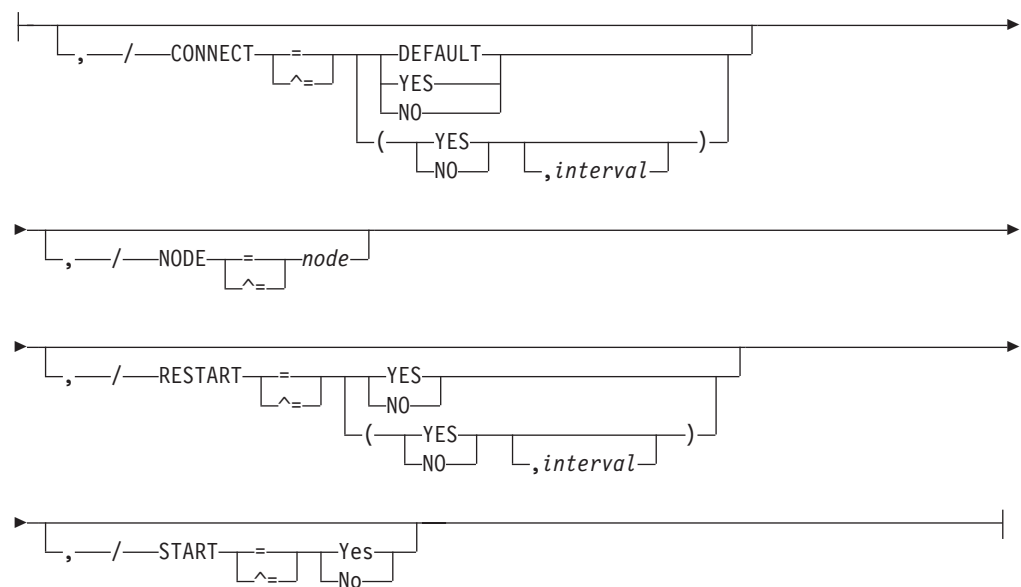 , / CONNECT = DEFAULT
^= YES
NO
( YES )
NO ,interval
, / NODE = node
^=
, / RESTART = YES
^= NO
( YES )
NO ,interval
, / START = Yes
^= No